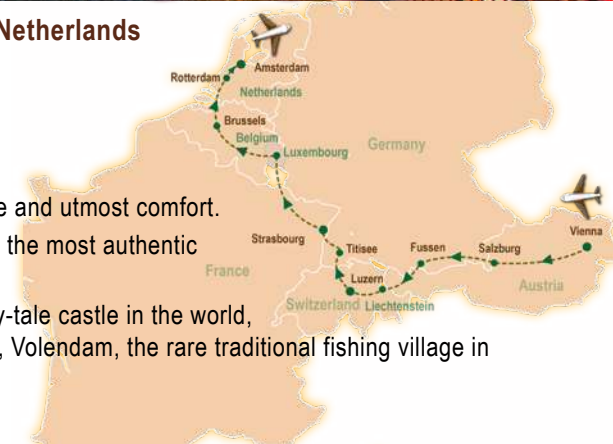 Netherlands
Amsterdam
Rotterdam
Netherlands
Brussels
Belgium
Luxembourg
Germany
e and utmost comfort.
Vienna
Strasbourg
the most authentic
Titisee
Fussen
Salzburg
France
Luzern
Austria
y-tale castle in the world,
Switzerland
Liechtenstein
, Volendam, the rare traditional fishing village in